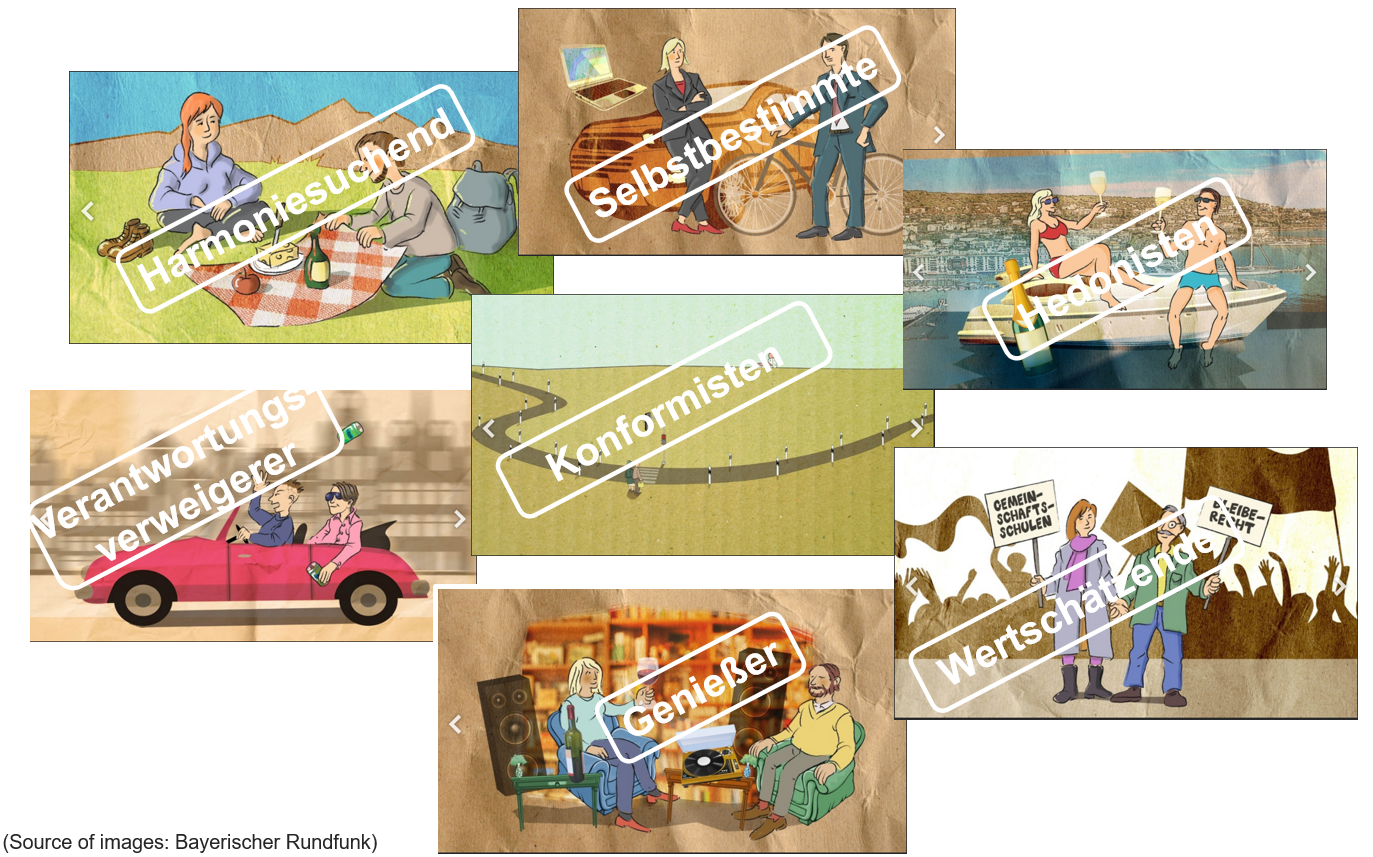 Selbstbestimmte
Harmoniesuchend
Hedonisten
Konformisten
Verantwortungs
verweigerer
GEMEIN-
SCHAFTS-
SCHULEN
BLEIBE-
RECHT
Wertschätzende
Genießer
(Source of images: Bayerischer Rundfunk)